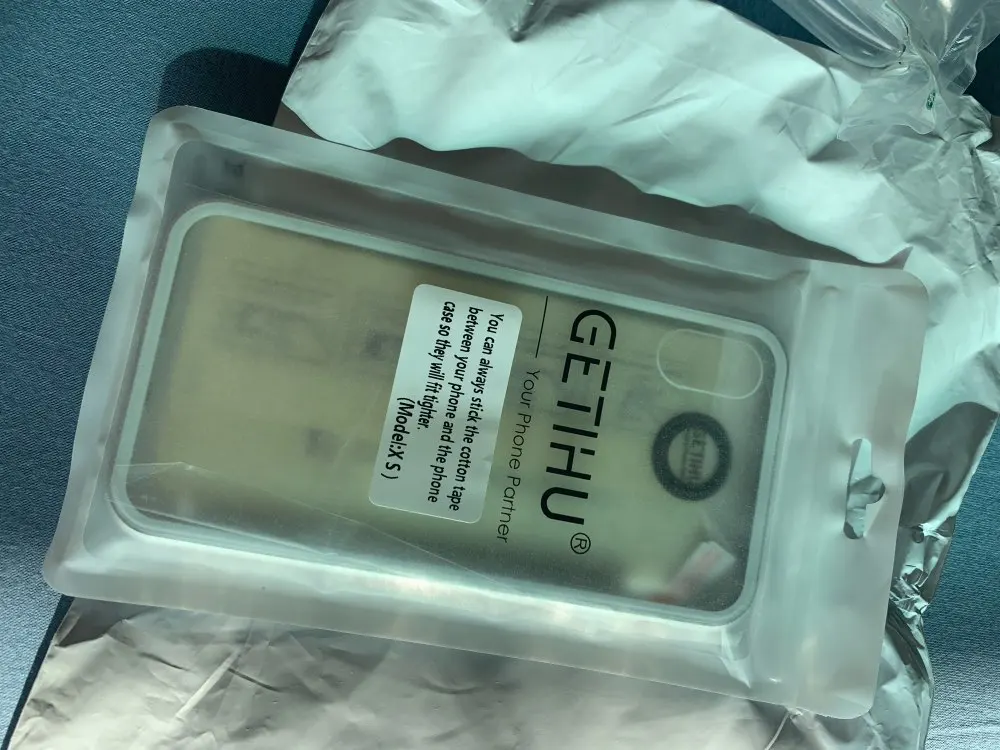 GETIHU®
Your Phone Partner
You can always stick the cotton tape
between your phone and the phone
case so they will fit tighter.
(Model:X S)
GETIHU